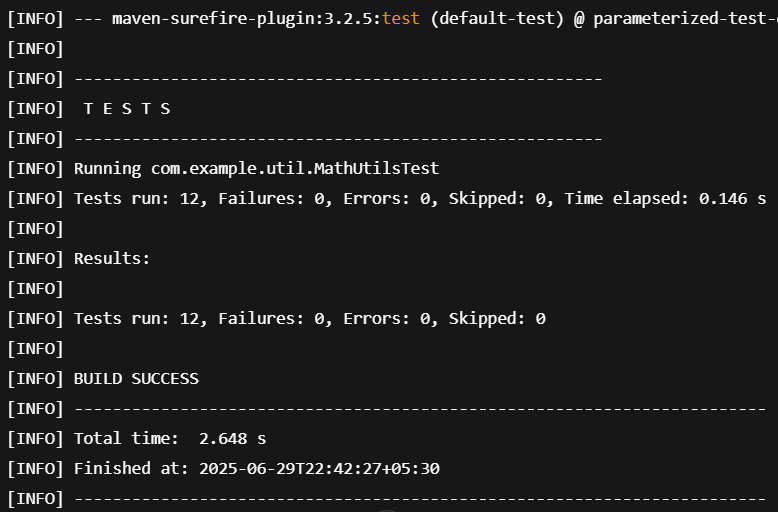 [INFO] --- maven-surefire-plugin:3.2.5:test (default-test) @ parameterized-test-
[INFO]
[INFO] -------------------------------------------------------
[INFO]  T E S T S
[INFO] -------------------------------------------------------
[INFO] Running com.example.util.MathUtilsTest
[INFO] Tests run: 12, Failures: 0, Errors: 0, Skipped: 0, Time elapsed: 0.146 s
[INFO]
[INFO] Results:
[INFO]
[INFO] Tests run: 12, Failures: 0, Errors: 0, Skipped: 0
[INFO]
[INFO] BUILD SUCCESS
[INFO] ------------------------------------------------------------------------
[INFO] Total time:  2.648 s
[INFO] Finished at: 2025-06-29T22:42:27+05:30
[INFO] ------------------------------------------------------------------------